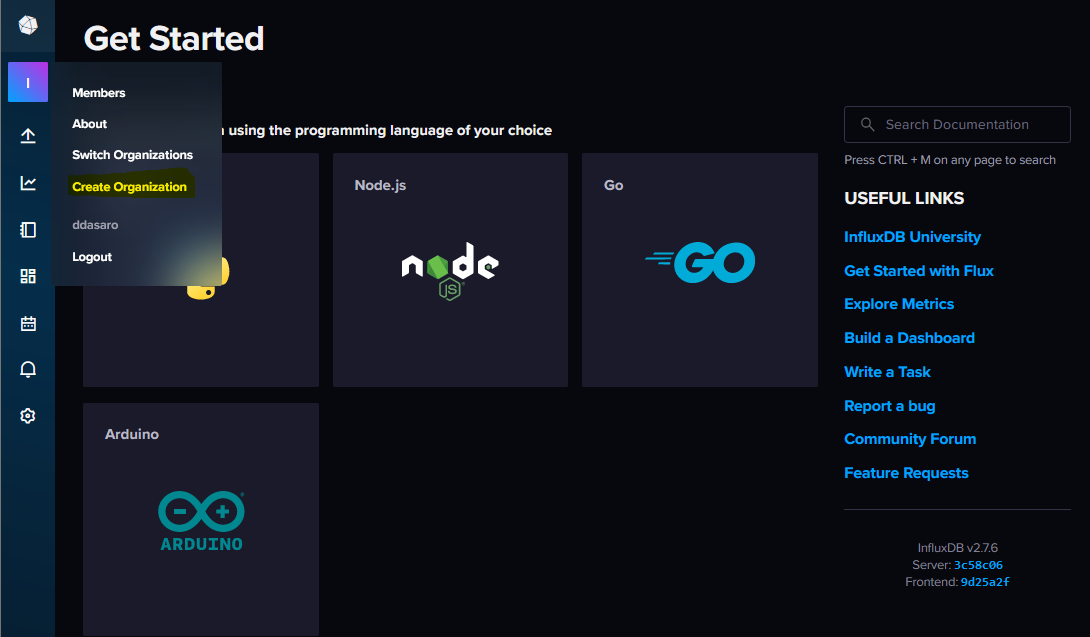 Get Started
I
Members
About
Switch Organizations
Create Organization
ddasaro
Logout
using the programming language of your choice
Node.js
node
JS
Go
GO
Arduino
ARDUINO
Search Documentation
Press CTRL + M on any page to search
USEFUL LINKS
InfluxDB University
Get Started with Flux
Explore Metrics
Build a Dashboard
Write a Task
Report a bug
Community Forum
Feature Requests
InfluxDB v2.7.6
Server: 3c58c06
Frontend: 9d25a2f